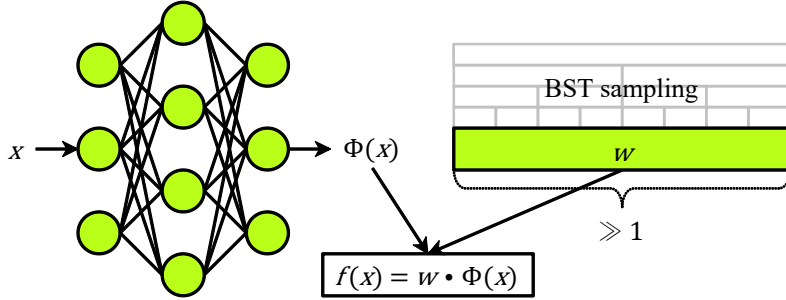 x
Φ(x)
BST sampling
w
≫ 1
f(x) = w • Φ(x)